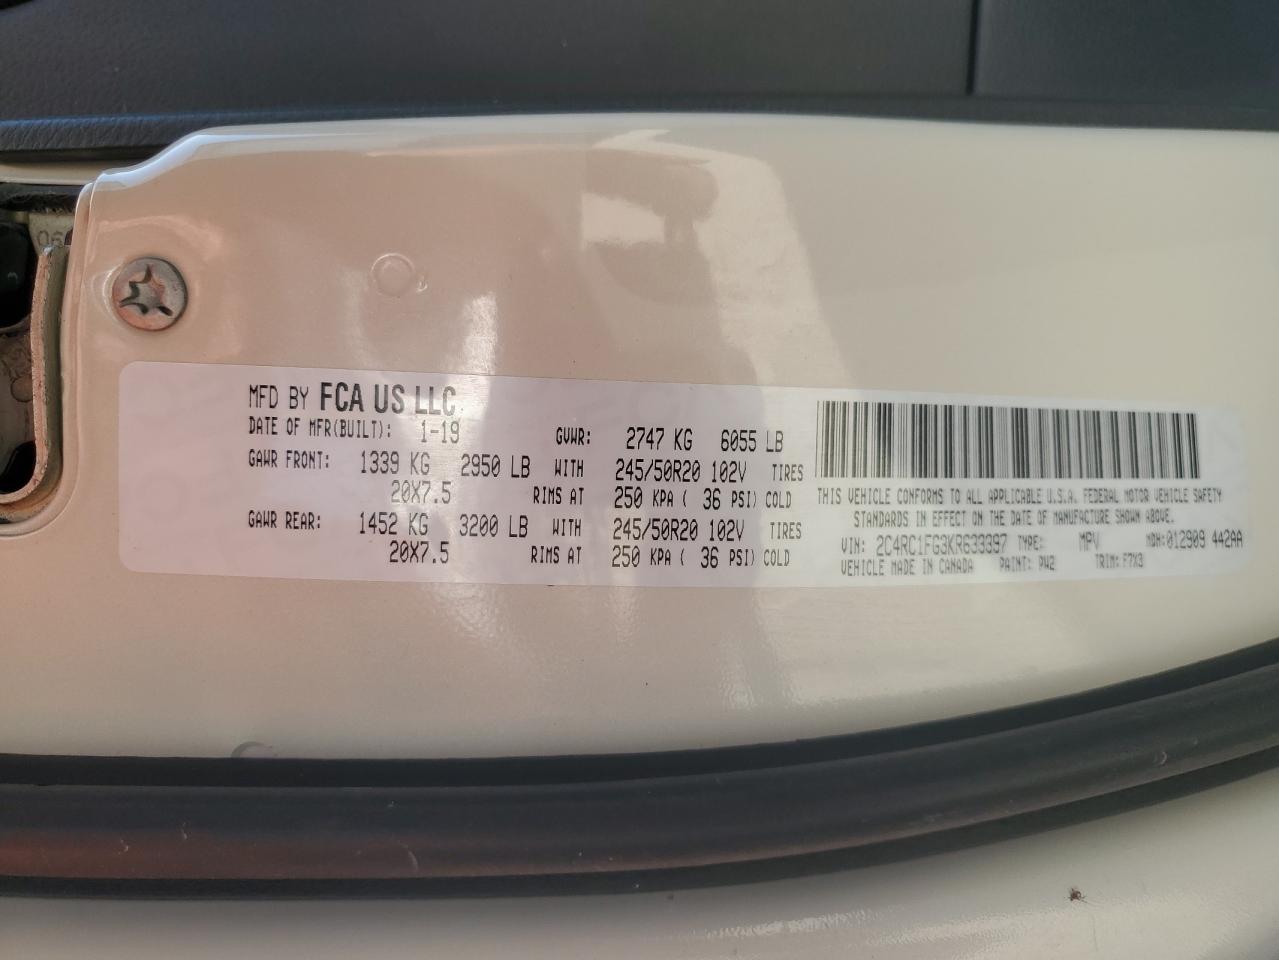 MFD BY FCA US LLC
DATE OF MFR(BUILT): 1-19 GVWR: 2747 KG 6055 LB
GAWR FRONT: 1339 KG 2950 LB WITH 245/50R20 102V TIRES
20X7.5 RIMS AT 250 KPA ( 36 PSI) COLD
GAWR REAR: 1452 KG 3200 LB WITH 245/50R20 102V TIRES
20X7.5 RIMS AT 250 KPA ( 36 PSI) COLD
THIS VEHICLE CONFORMS TO ALL APPLICABLE U.S.A. FEDERAL MOTOR VEHICLE SAFETY
STANDARDS IN EFFECT ON THE DATE OF MANUFACTURE SHOWN ABOVE.
VIN: 2C4RC1FG3KR633397 TYPE: MPV MDH: 012909 442AA
VEHICLE MADE IN CANADA PAINT: PW2 TRIM: F7X3